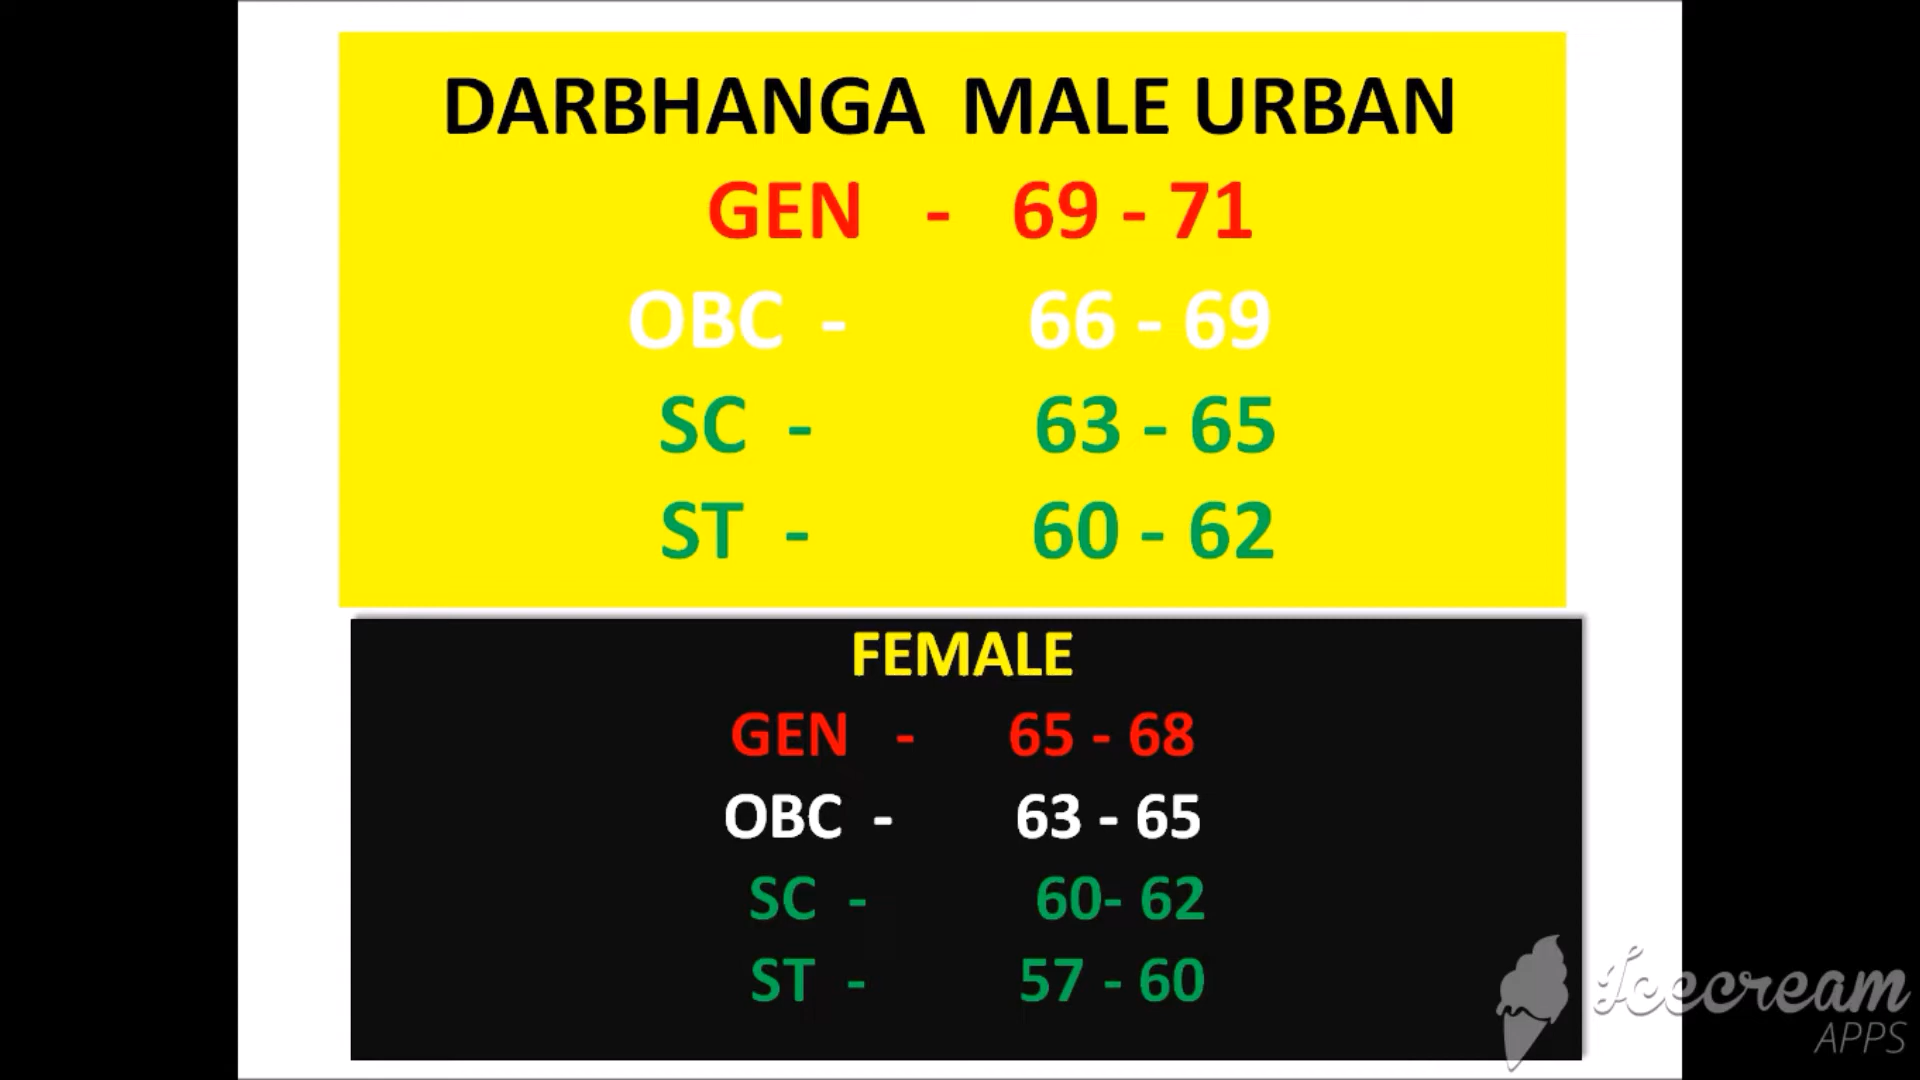 DARBHANGA MALE URBAN
GEN - 69 - 71
OBC - 66 - 69
SC - 63 - 65
ST - 60 - 62
FEMALE
GEN - 65 - 68
OBC - 63 - 65
SC - 60- 62
ST - 57 - 60
Icecream
APPS